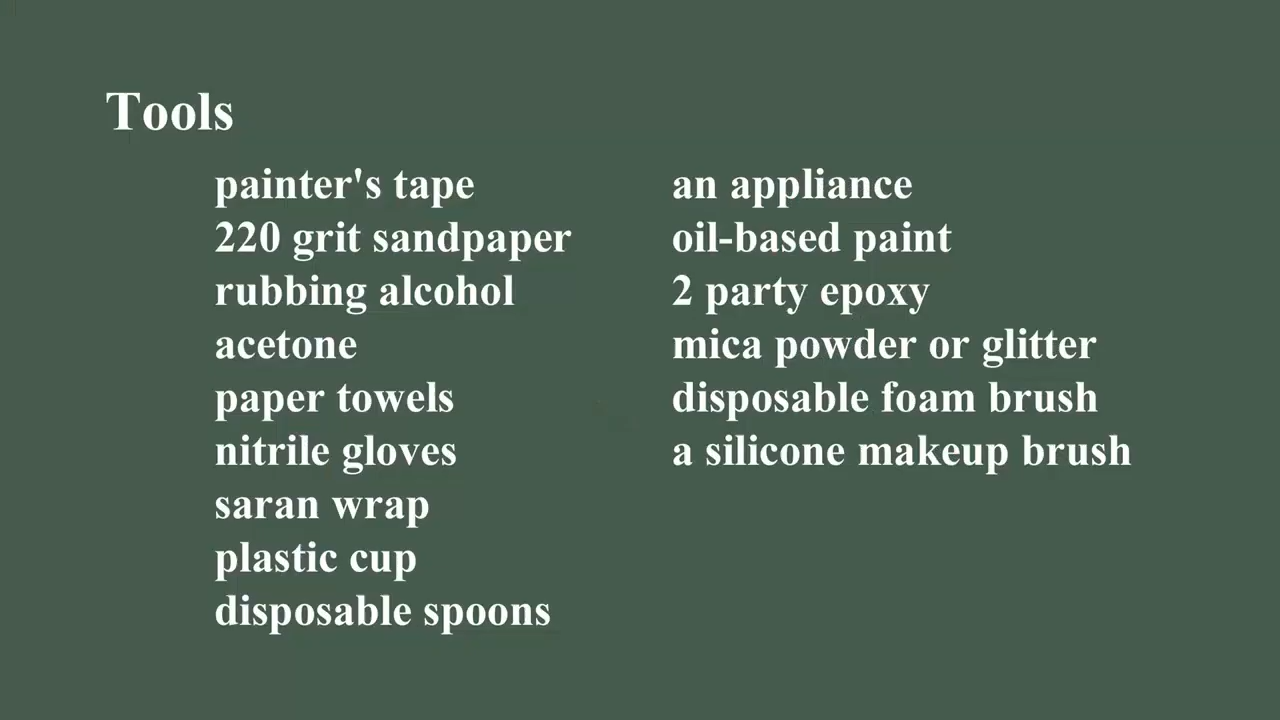 Tools
painter's tape
220 grit sandpaper
rubbing alcohol
acetone
paper towels
nitrile gloves
saran wrap
plastic cup
disposable spoons
an appliance
oil-based paint
2 party epoxy
mica powder or glitter
disposable foam brush
a silicone makeup brush